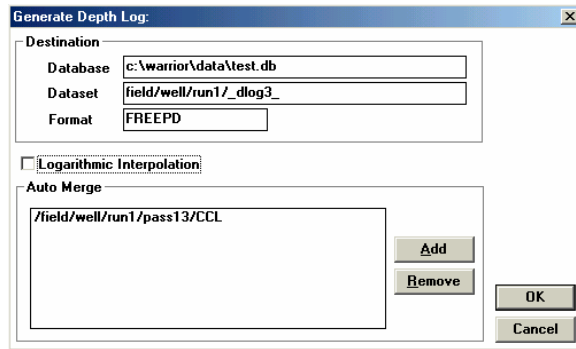 Generate Depth Log:
Destination
Database c:\warrior\data\test.db
Dataset field/well/run1/_dlog3_
Format FREEPD
Logarithmic Interpolation
Auto Merge
/field/well/run1/pass13/CCL
Add
Remove
OK
Cancel